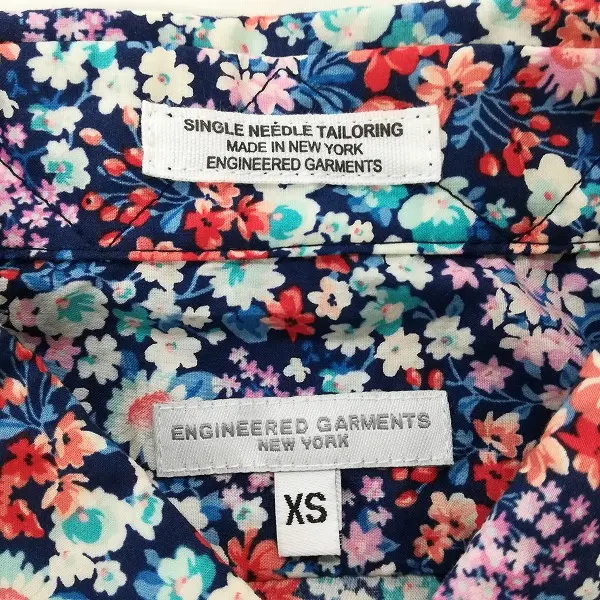 SINGLE NEEDLE TAILORING
MADE IN NEW YORK
ENGINEERED GARMENTS
ENGINEERED GARMENTS
NEW YORK
XS